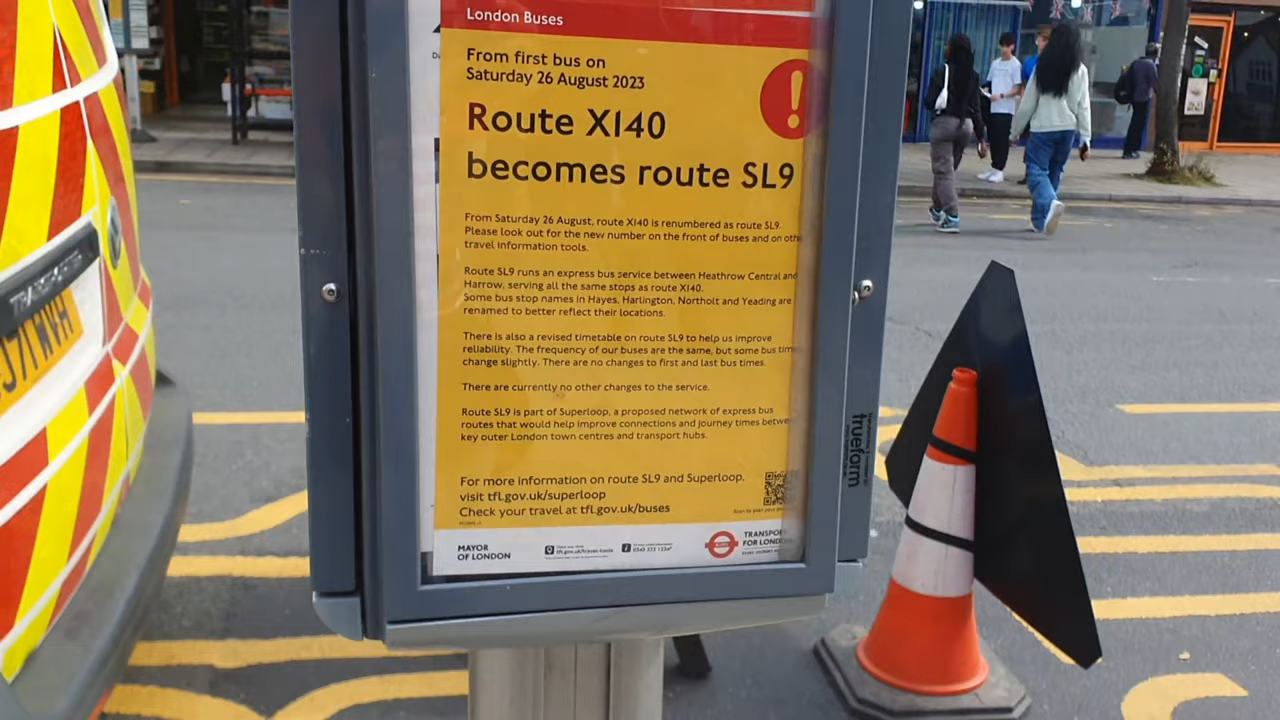 London Buses
From first bus on
Saturday 26 August 2023
Route X140
becomes route SL9
From Saturday 26 August, route X140 is renumbered as route SL9.
Please look out for the new number on the front of buses and on
travel information tools.
Route SL9 runs an express bus service between Heathrow Central and
Harrow, serving all the same stops as route X140.
Some bus stop names in Hayes, Harlington, Northolt and Yeading are
renamed to better reflect their locations.
There is also a revised timetable on route SL9 to help us improve
reliability. The frequency of our buses are the same, but some bus
change slightly. There are no changes to first and last bus times.
There are currently no other changes to the service.
Route SL9 is part of Superloop, a proposed network of express bus
routes that would help improve connections and journey times
key outer London town centres and transport hubs.
For more information on route SL9 and Superloop,
visit tfl.gov.uk/superloop
Check your travel at tfl.gov.uk/buses
MAYOR
OF LONDON
tfl.gov.uk/travel-tools
0343 222 1234*
TRANSPORT
FOR LONDON
trueform